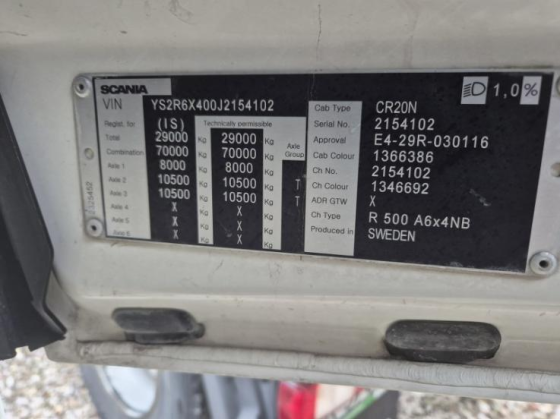 SCANIA
1,0%
VIN YS2R6X400J2154102
Regist. for (IS) Technically permissible
Total 29000 Kg 29000 Kg
Combination 70000 Kg 70000 Kg Axle Group
Axle 1 8000 Kg 8000 Kg
Axle 2 10500 Kg 10500 Kg T
Axle 3 10500 Kg 10500 Kg T
Axle 4 X Kg X Kg
Axle 5 X Kg X Kg
Axle 6 X Kg X Kg
Cab Type CR20N
Serial No. 2154102
Approval E4-29R-030116
Cab Colour 1366386
Ch No. 2154102
Ch Colour 1346692
ADR GTW X
Ch Type R 500 A6x4NB
Produced in SWEDEN